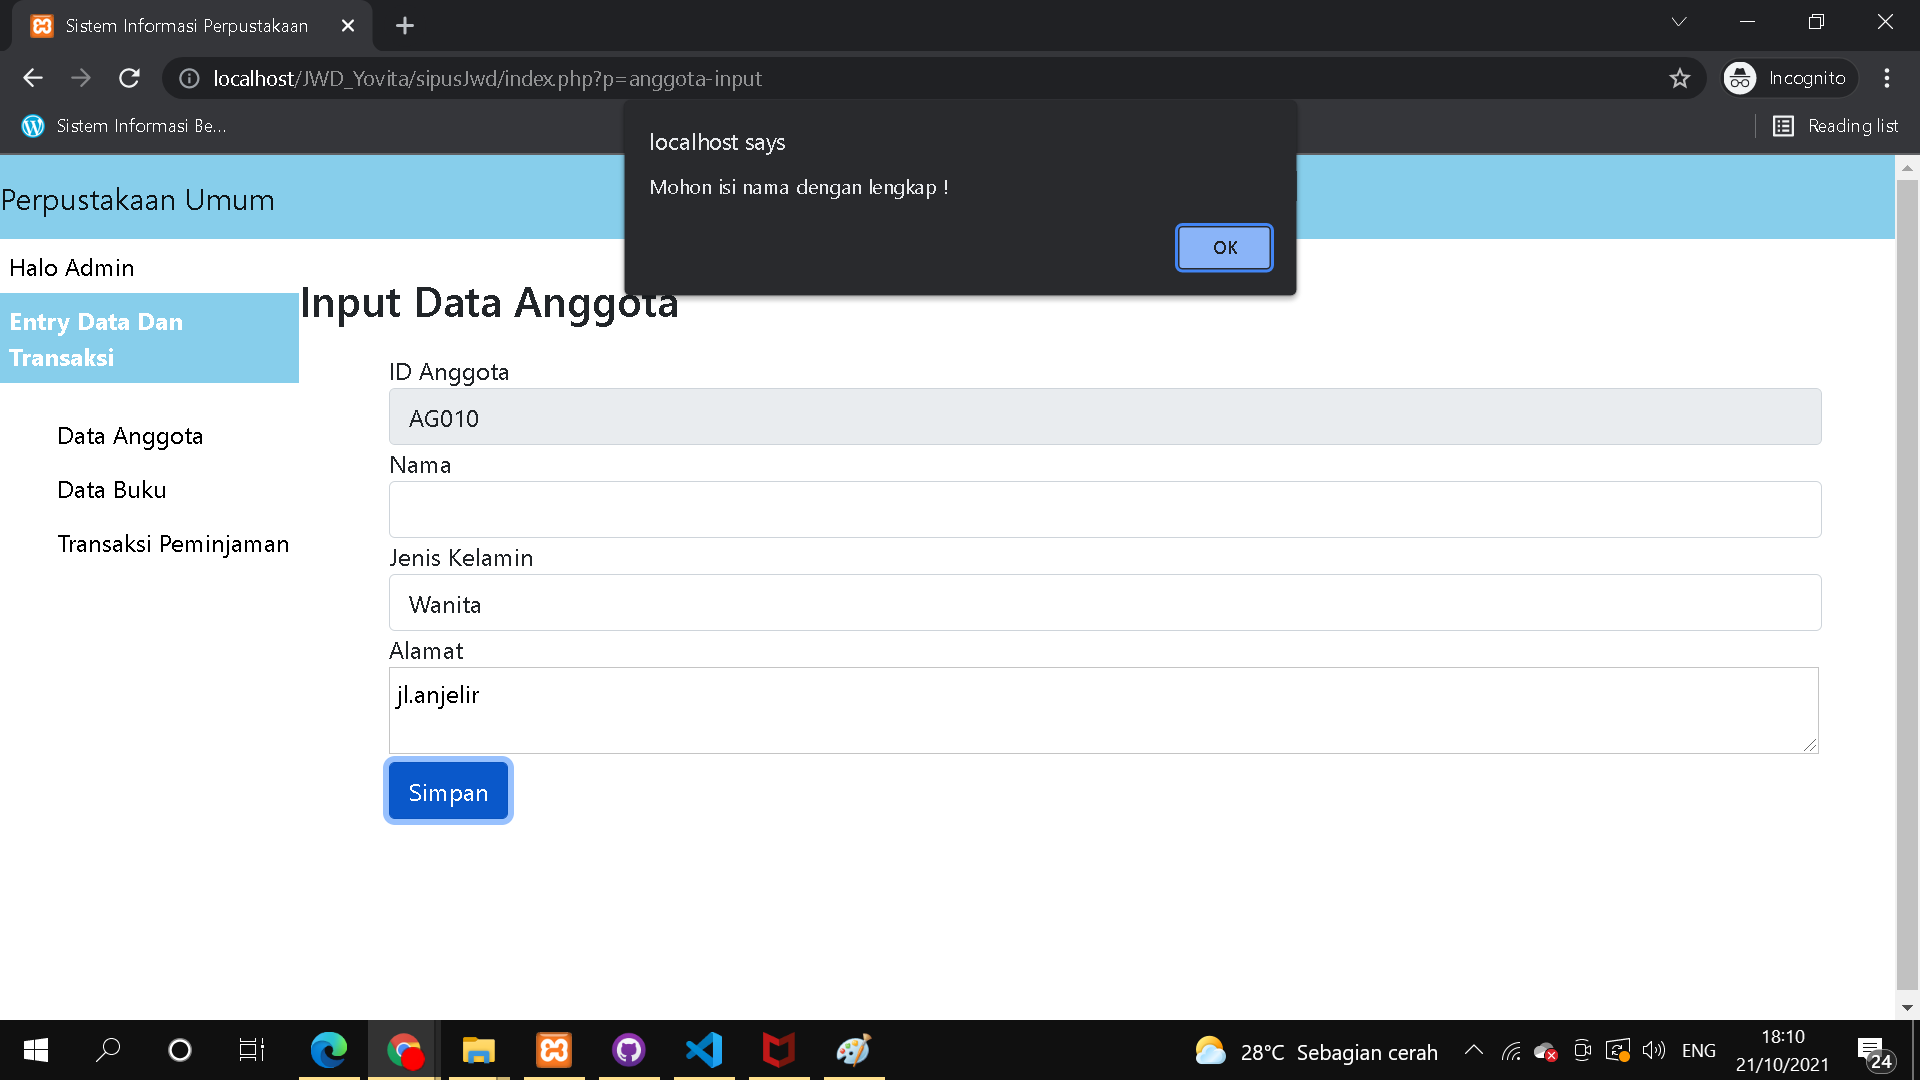 Sistem Informasi Perpustakaan
localhost/JWD_Yovita/sipusJwd/index.php?p=anggota-input
Incognito
Sistem Informasi Be...
Reading list
localhost says
Mohon isi nama dengan lengkap !
OK
Perpustakaan Umum
Halo Admin
Entry Data Dan
Transaksi
Data Anggota
Data Buku
Transaksi Peminjaman
Input Data Anggota
ID Anggota
AG010
Nama
Jenis Kelamin
Wanita
Alamat
jl.anjelir
Simpan
28°C Sebagian cerah
ENG
18:10
21/10/2021
24